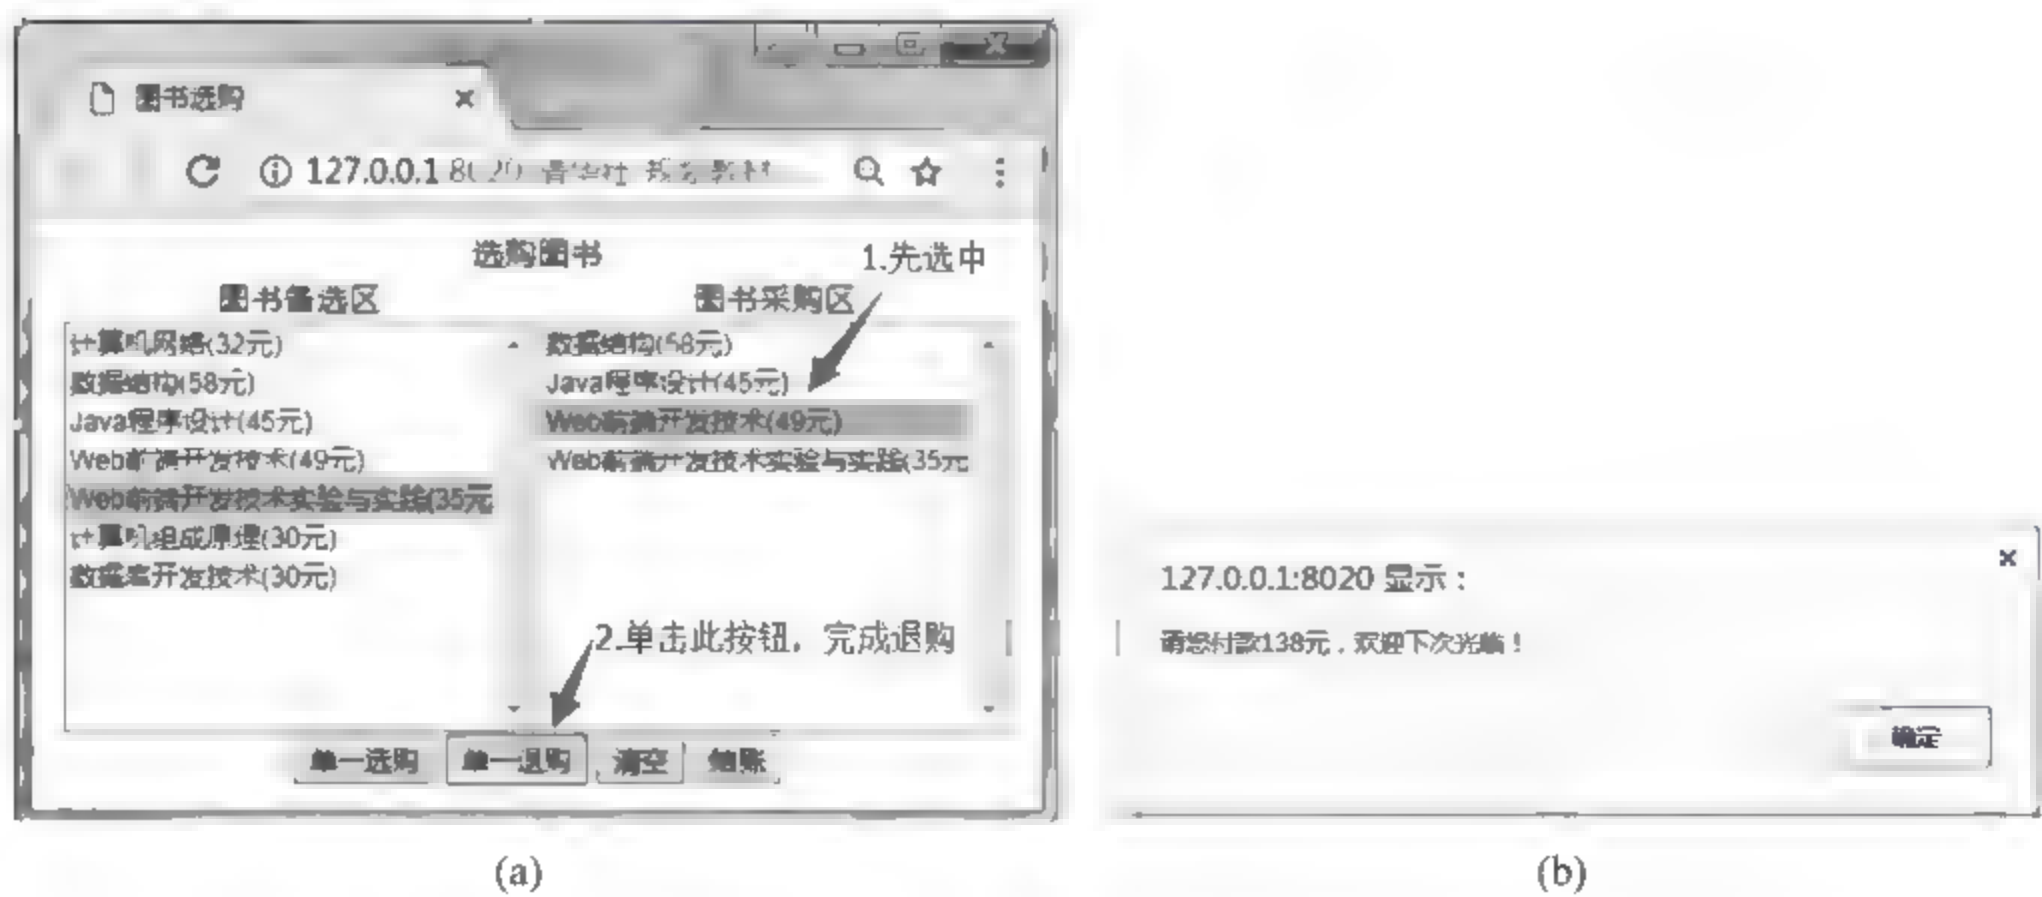 图书选购
127.0.0.1
选购图书
1.先选中
图书备选区
图书采购区
计算机网络(32元)
数据结构(58元)
Java程序设计(45元)
Web前端开发技术(49元)
Web前端开发技术实验与实践(35元
计算机组成原理(30元)
数据库开发技术(30元)
数据结构(58元)
Java程序设计(45元)
Web前端开发技术(49元)
Web前端开发技术实验与实践(35元
2.单击此按钮，完成退购
单一选购 单一退购 清空 结账
(a)
127.0.0.1:8020 显示：
请您付款138元，欢迎下次光临！
确定
(b)